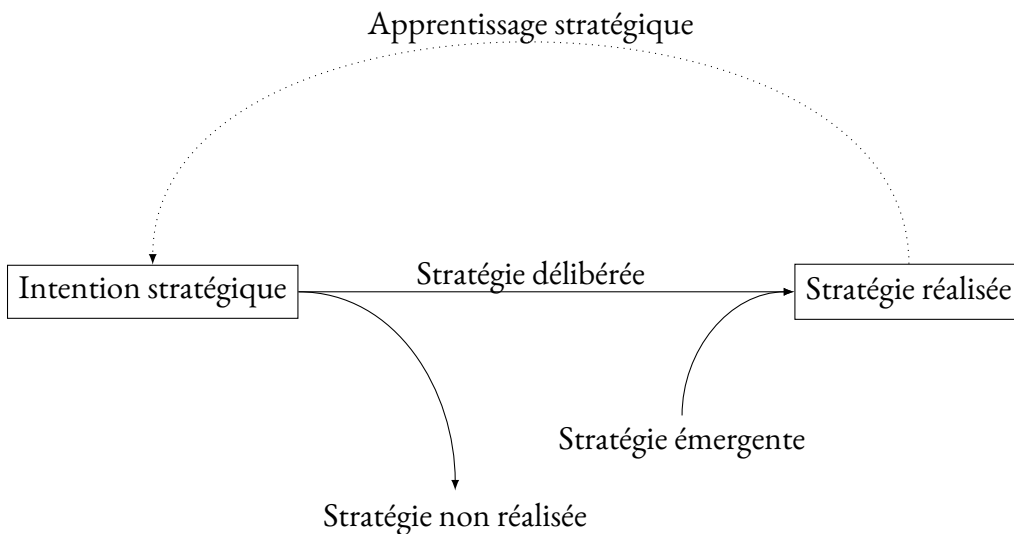 Apprentissage stratégique
Stratégie délibérée
Intention stratégique
Stratégie réalisée
Stratégie émergente
Stratégie non réalisée